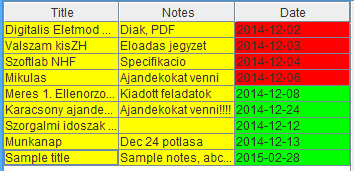 Title Notes Date
Digitalis Eletmod ... Diak, PDF 2014-12-02
Valszam kisZH Eloadas jegyzet 2014-12-03
Szoftlab NHF Specifikacio 2014-12-04
Mikulas Ajandekokat venni 2014-12-06
Meres 1. Ellenorzo... Kiadott feladatok 2014-12-08
Karacsony ajande... Ajandekokat venni!!!! 2014-12-24
Szorgalmi idoszak ... 2014-12-12
Munkanap Dec 24 potlasa 2014-12-13
Sample title Sample notes, abc... 2015-02-28